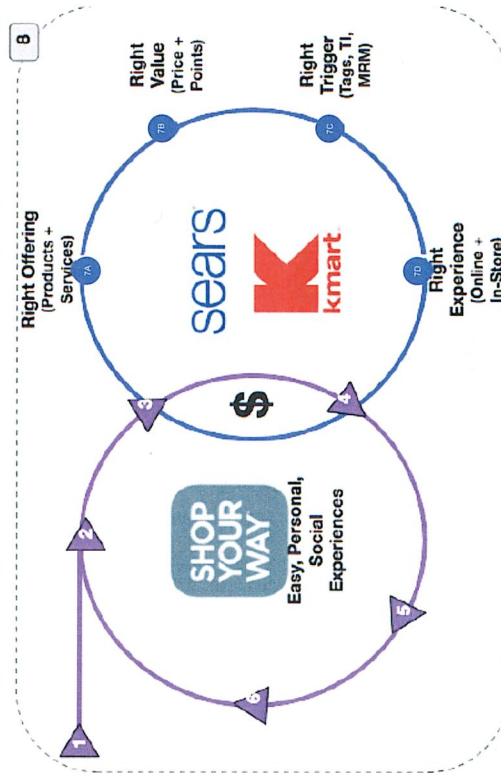 8
Right Offering
(Products +
Services)
Right
Value
(Price +
Points)
Right
Trigger
(Tags, TI,
MRM)
Right
Experience
(Online +
In-Store)
7A
7B
7C
7D
sears
K
kmart
$
SHOP
YOUR
WAY
Easy, Personal,
Social
Experiences
1
2
3
4
5
6